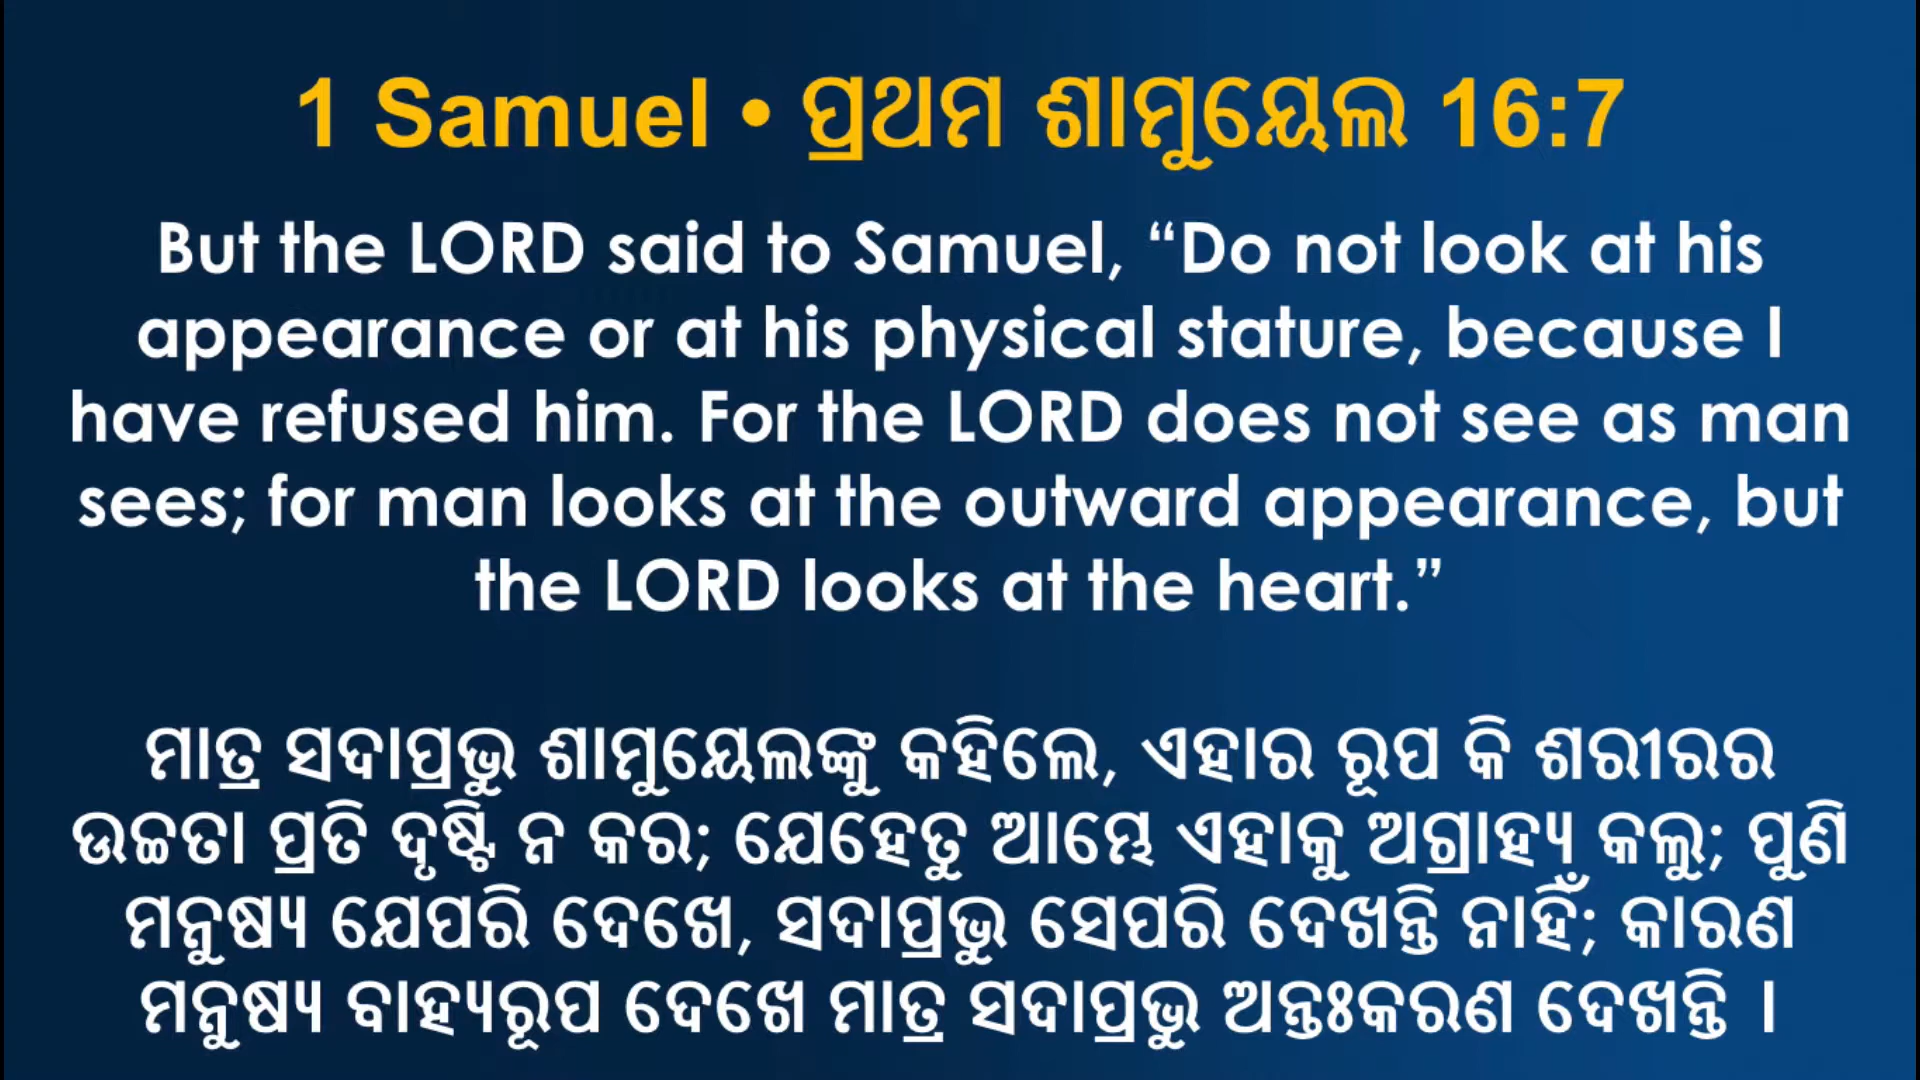 1 Samuel • ପ୍ରଥମ ଶାମୁୟେଲ 16:7
But the LORD said to Samuel, “Do not look at his
appearance or at his physical stature, because I
have refused him. For the LORD does not see as man
sees; for man looks at the outward appearance, but
the LORD looks at the heart.”
ମାତ୍ର ସଦାପ୍ରଭୁ ଶାମୁୟେଲଙ୍କୁ କହିଲେ, ଏହାର ରୂପ କି ଶରୀରର
ଉଚ୍ଚତା ପ୍ରତି ଦୃଷ୍ଟି ନ କର; ଯେହେତୁ ଆମ୍ଭେ ଏହାକୁ ଅଗ୍ରାହ୍ୟ କଲୁ; ପୁଣି
ମନୁଷ୍ୟ ଯେପରି ଦେଖେ, ସଦାପ୍ରଭୁ ସେପରି ଦେଖନ୍ତି ନାହିଁ; କାରଣ
ମନୁଷ୍ୟ ବାହ୍ୟରୂପ ଦେଖେ ମାତ୍ର ସଦାପ୍ରଭୁ ଅନ୍ତଃକରଣ ଦେଖନ୍ତି ।